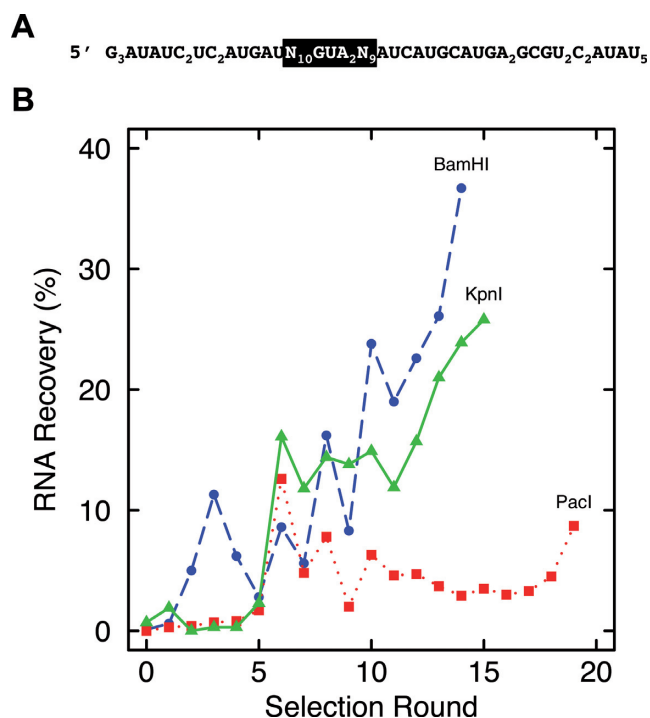 A
5′ G₃AUAUC₂UC₂AUGAUN₁₀GUA₂N₉AUCAUGCAUGA₂GCGU₂C₂AUAU₅
B
40
30
20
10
0
RNA Recovery (%)
BamHI
KpnI
PacI
0 5 10 15 20
Selection Round